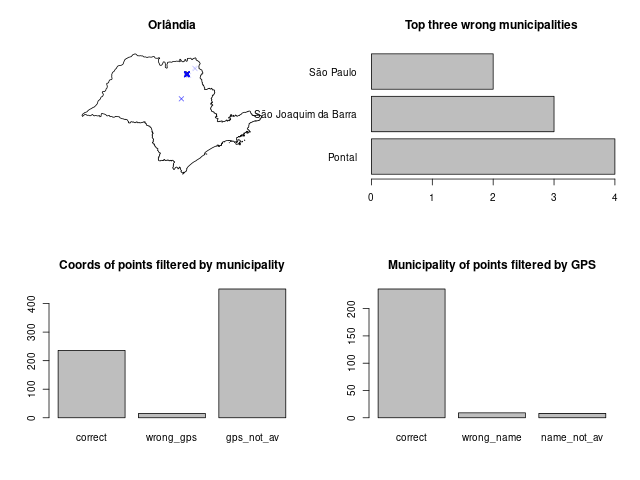 Orlândia
Top three wrong municipalities
São Paulo
São Joaquim da Barra
Pontal
0 1 2 3 4
Coords of points filtered by municipality
0 100 200 300 400
correct wrong_gps gps_not_av
Municipality of points filtered by GPS
0 50 100 150 200
correct wrong_name name_not_av